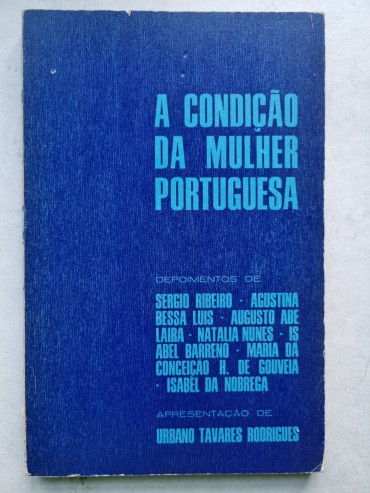 A CONDIÇÃO
DA MULHER
PORTUGUESA
DEPOIMENTOS DE
SERGIO RIBEIRO · AGUSTINA
BESSA LUIS · AUGUSTO ABE
LAIRA · NATALIA NUNES · IS
ABEL BARRENO · MARIA DA
CONCEIÇÃO H. DE GOUVEIA
· ISABEL DA NOBREGA
APRESENTAÇÃO DE
URBANO TAVARES RODRIGUES